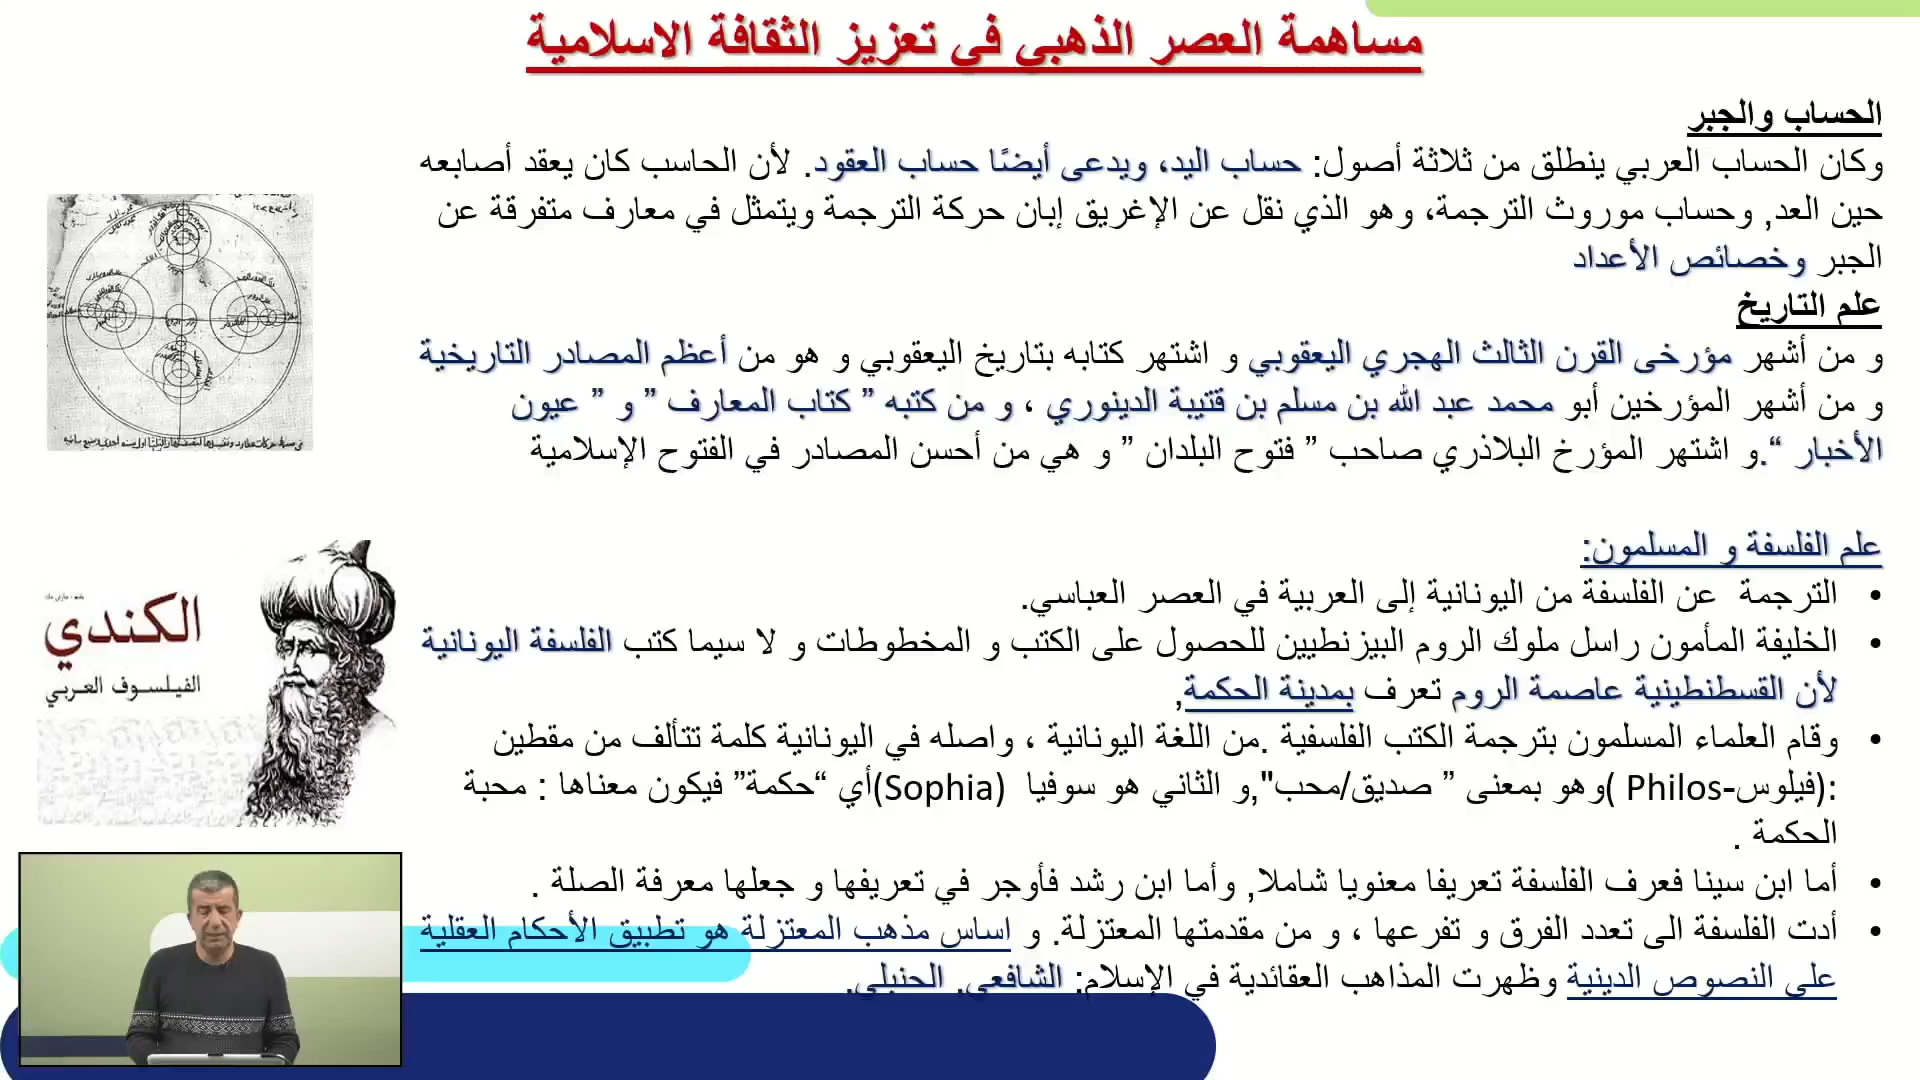 مساهمة العصر الذهبي في تعزيز الثقافة الاسلامية
الحساب والجبر
وكان الحساب العربي ينطلق من ثلاثة أصول: حساب اليد، ويدعى أيضًا حساب العقود. لأن الحاسب كان يعقد أصابعه
حين العد, وحساب موروث الترجمة، وهو الذي نقل عن الإغريق إبان حركة الترجمة ويتمثل في معارف متفرقة عن
الجبر وخصائص الأعداد
علم التاريخ
و من أشهر مؤرخى القرن الثالث الهجري اليعقوبي و اشتهر كتابه بتاريخ اليعقوبي و هو من أعظم المصادر التاريخية
و من أشهر المؤرخين أبو محمد عبد الله بن مسلم بن قتيبة الدينوري ، و من كتبه ” كتاب المعارف ” و ” عيون
الأخبار “.و اشتهر المؤرخ البلاذري صاحب ” فتوح البلدان ” و هي من أحسن المصادر في الفتوح الإسلامية
علم الفلسفة و المسلمون:
• الترجمة عن الفلسفة من اليونانية إلى العربية في العصر العباسي.
• الخليفة المأمون راسل ملوك الروم البيزنطيين للحصول على الكتب و المخطوطات و لا سيما كتب الفلسفة اليونانية
لأن القسطنطينية عاصمة الروم تعرف بمدينة الحكمة,
• وقام العلماء المسلمون بترجمة الكتب الفلسفية .من اللغة اليونانية ، واصله في اليونانية كلمة تتألف من مقطين
:(فيلوس-Philos )وهو بمعنى ” صديق/محب",و الثاني هو سوفيا (Sophia)أي “حكمة” فيكون معناها : محبة
الحكمة .
• أما ابن سينا فعرف الفلسفة تعريفا معنويا شاملا, وأما ابن رشد فأوجر في تعريفها و جعلها معرفة الصلة .
• أدت الفلسفة الى تعدد الفرق و تفرعها ، و من مقدمتها المعتزلة. و اساس مذهب المعتزلة هو تطبيق الأحكام العقلية
على النصوص الدينية وظهرت المذاهب العقائدية في الإسلام: الشافعي, الحنبلي.
الكندي
الفيلسوف العربي